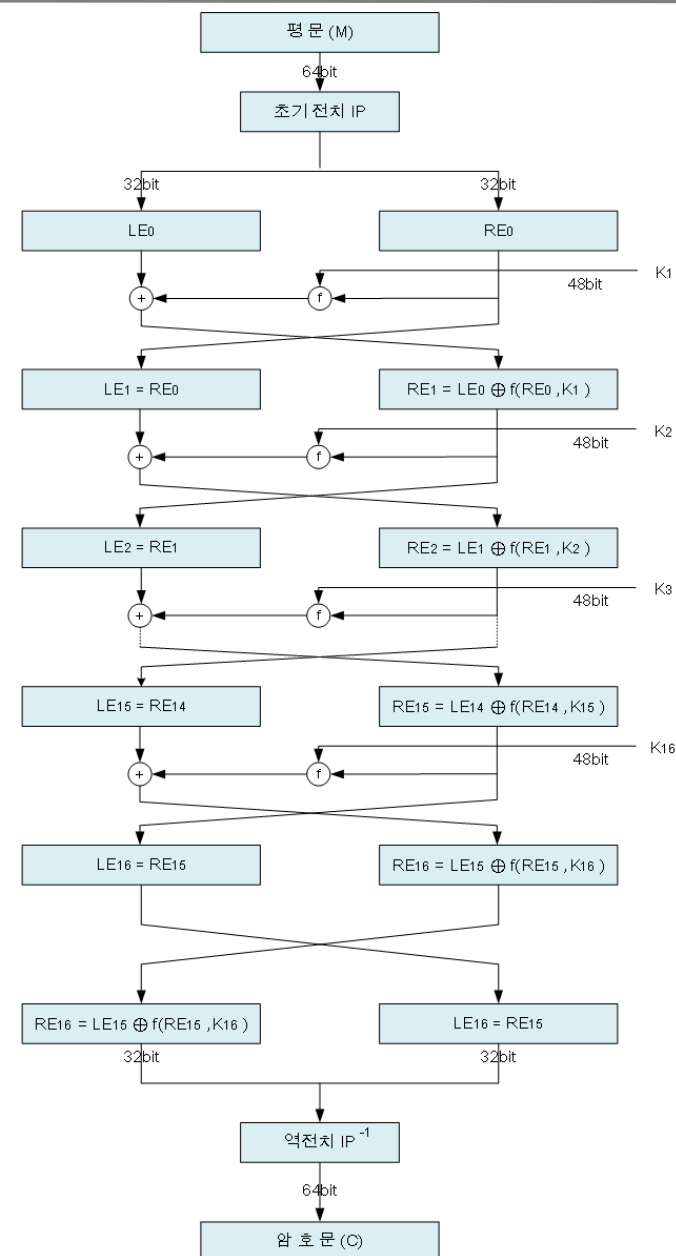 평 문 (M)
64bit
초기 전치 IP
32bit 32bit
LE0 RE0
K1
48bit
+ f
LE1 = RE0 RE1 = LE0 ⊕ f(RE0 ,K1 )
K2
48bit
+ f
LE2 = RE1 RE2 = LE1 ⊕ f(RE1 ,K2 )
K3
48bit
+ f
LE15 = RE14 RE15 = LE14 ⊕ f(RE14 ,K15 )
K16
48bit
+ f
LE16 = RE15 RE16 = LE15 ⊕ f(RE15 ,K16 )
RE16 = LE15 ⊕ f(RE15 ,K16 ) LE16 = RE15
32bit 32bit
역전치 IP -1
64bit
암 호 문 (C)